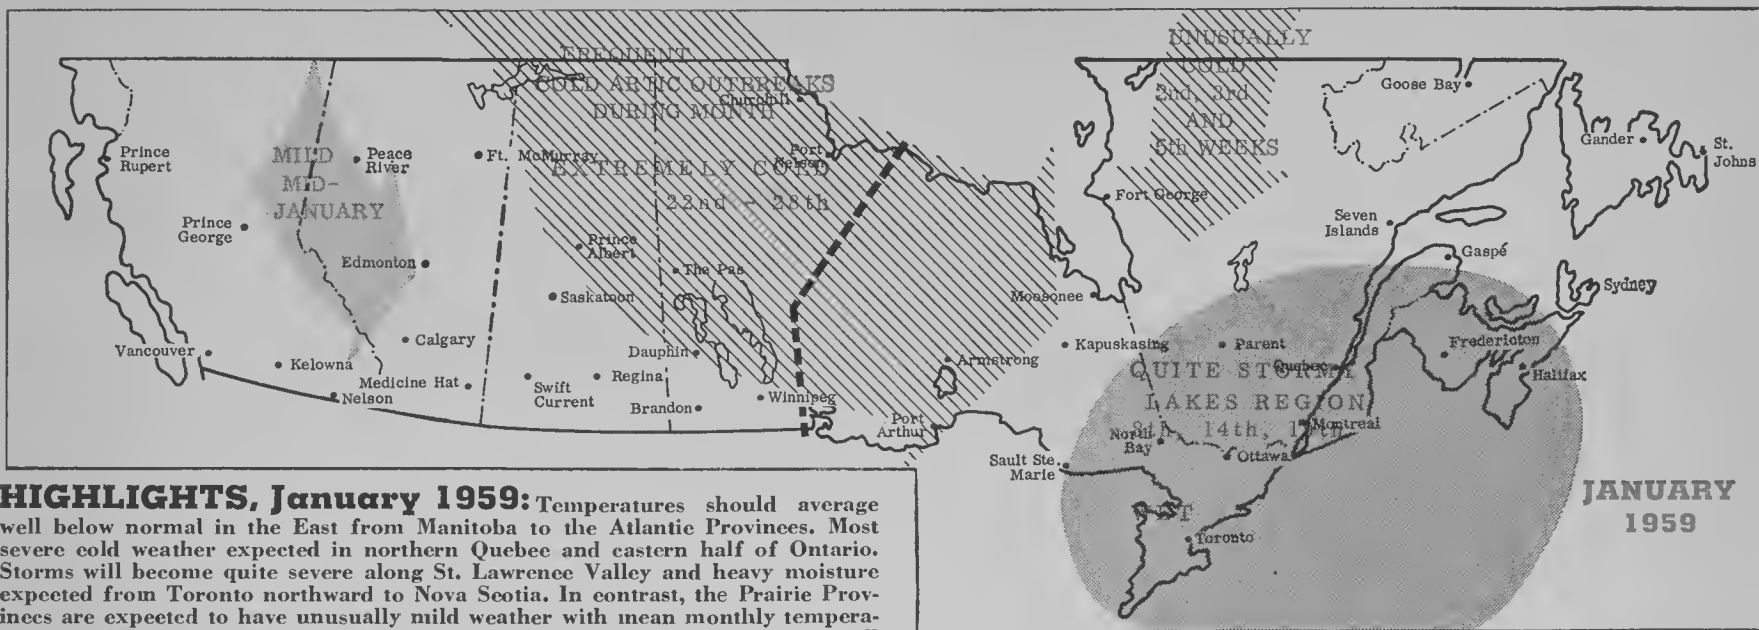 FREQUENT
COLD ARTIC OUTBREAKS
DURING MONTH
Churchill
UNUSUALLY
COLD
2nd, 3rd
AND
5th WEEKS
Goose Bay
Gander
St.
Johns
Prince
Rupert
MILD
MID-
JANUARY
Peace
River
Ft. McMurray
Port
Nelson
EXTREMELY COLD
22nd - 28th
Fort George
Prince
George
Seven
Islands
Edmonton
Prince
Albert
The Pas
Gaspé
Saskatoon
Moosonee
Sydney
Vancouver
Calgary
Kelowna
Medicine Hat
Nelson
Dauphin
Swift
Current
Regina
Brandon
Winnipeg
Armstrong
Kapuskasing
Parent
Fredericton
Quebec
Halifax
QUITE STORMY
LAKES REGION
8th, 14th,
Port
Arthur
North
Bay
Montreal
Ottawa
Sault Ste.
Marie
WET
Toronto
JANUARY
1959
HIGHLIGHTS, January 1959: Temperatures should average
well below normal in the East from Manitoba to the Atlantic Provinces. Most
severe cold weather expected in northern Quebec and eastern half of Ontario.
Storms will become quite severe along St. Lawrence Valley and heavy moisture
expected from Toronto northward to Nova Scotia. In contrast, the Prairie Prov-
inces are expected to have unusually mild weather with mean monthly tempera-